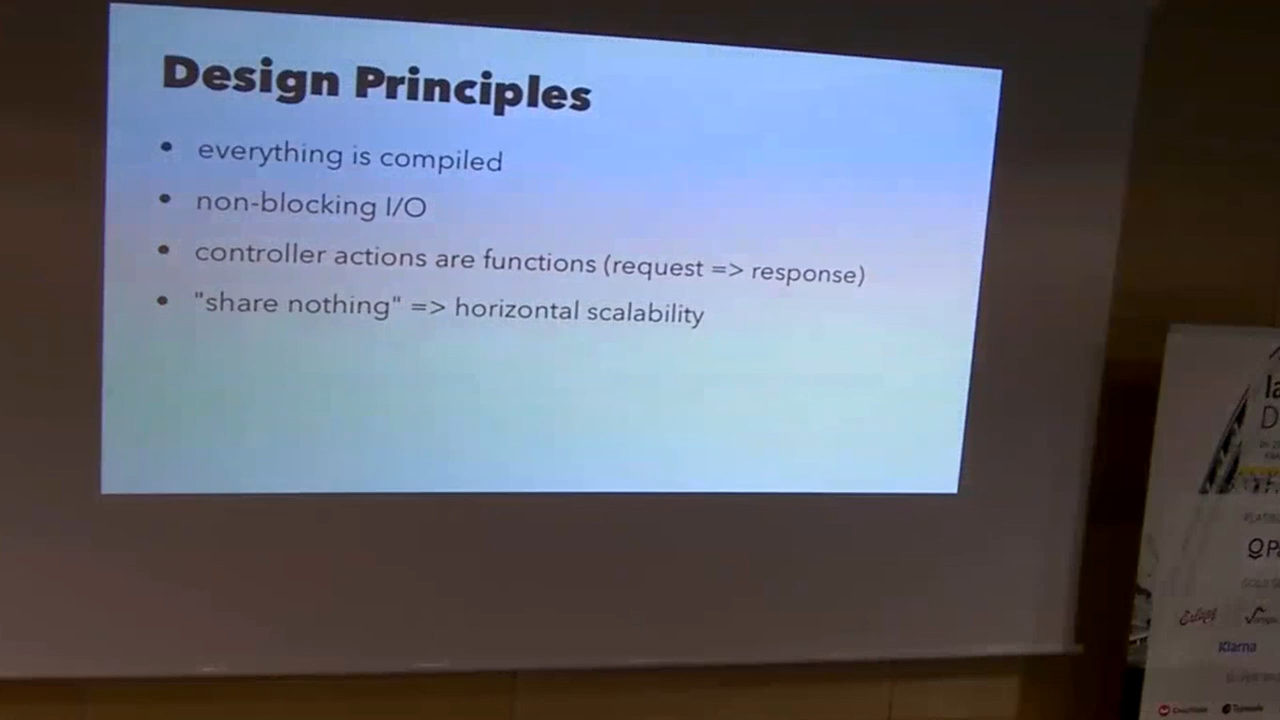 Design Principles
• everything is compiled
• non-blocking I/O
• controller actions are functions (request => response)
• "share nothing" => horizontal scalability
Klarna